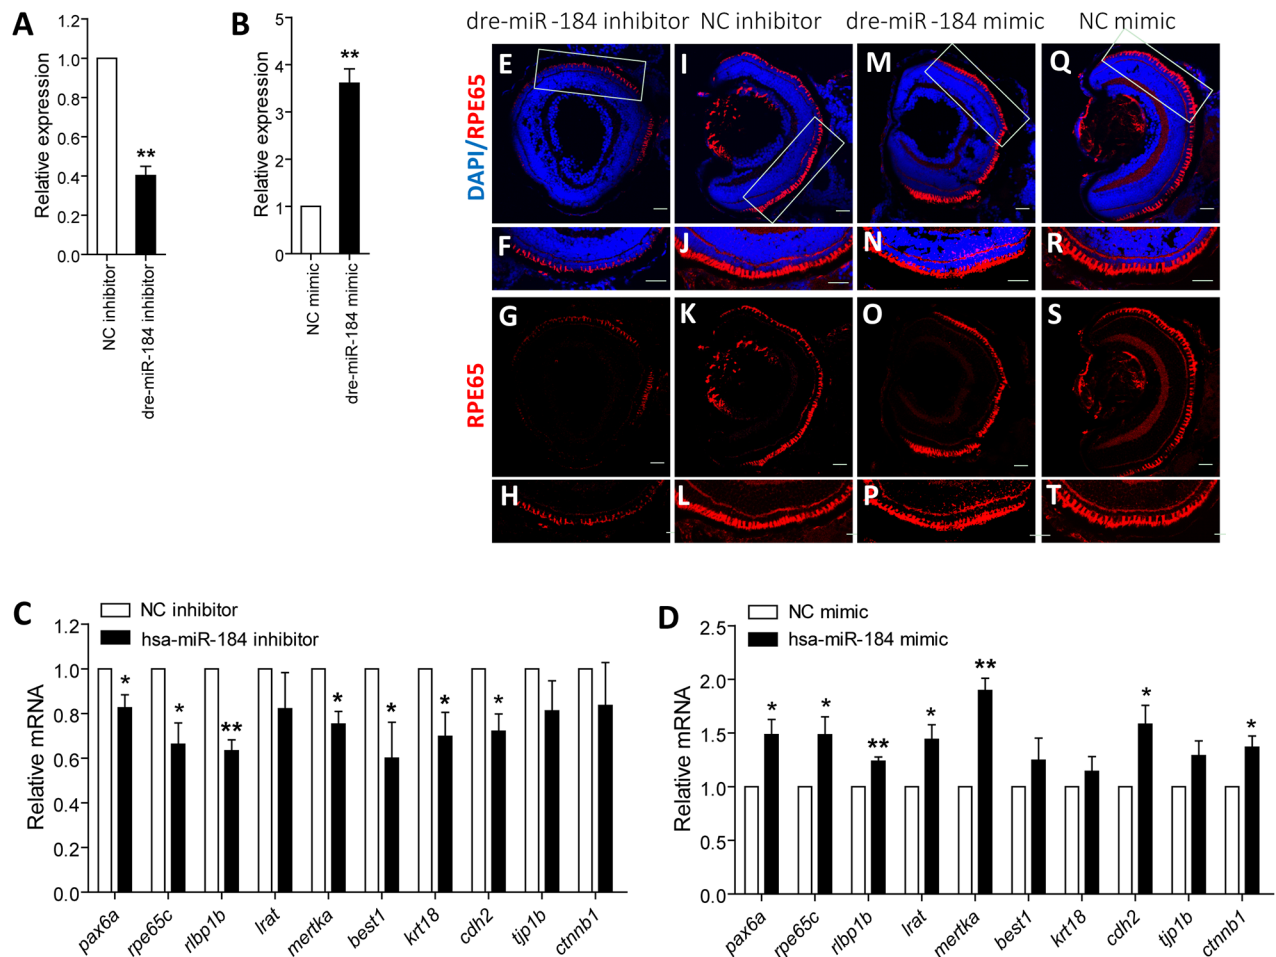 A
Relative expression
1.2
1.0
0.8
0.6
0.4
0.2
0.0
**
NC inhibitor
dre-miR-184 inhibitor
B
Relative expression
5
4
3
2
1
0
**
NC mimic
dre-miR-184 mimic
dre-miR -184 inhibitor
NC inhibitor
dre-miR -184 mimic
NC mimic
DAPI/RPE65
E
I
M
Q
F
J
N
R
RPE65
G
K
O
S
H
L
P
T
C
NC inhibitor
hsa-miR-184 inhibitor
Relative mRNA
1.2
1.0
0.8
0.6
0.4
0.2
0.0
* * ** * * * *
pax6a
rpe65c
rlbp1b
lrat
mertka
best1
krt18
cdh2
tjp1b
ctnnb1
D
NC mimic
hsa-miR-184 mimic
Relative mRNA
2.5
2.0
1.5
1.0
0.5
0.0
* * ** * ** * *
pax6a
rpe65c
rlbp1b
lrat
mertka
best1
krt18
cdh2
tjp1b
ctnnb1